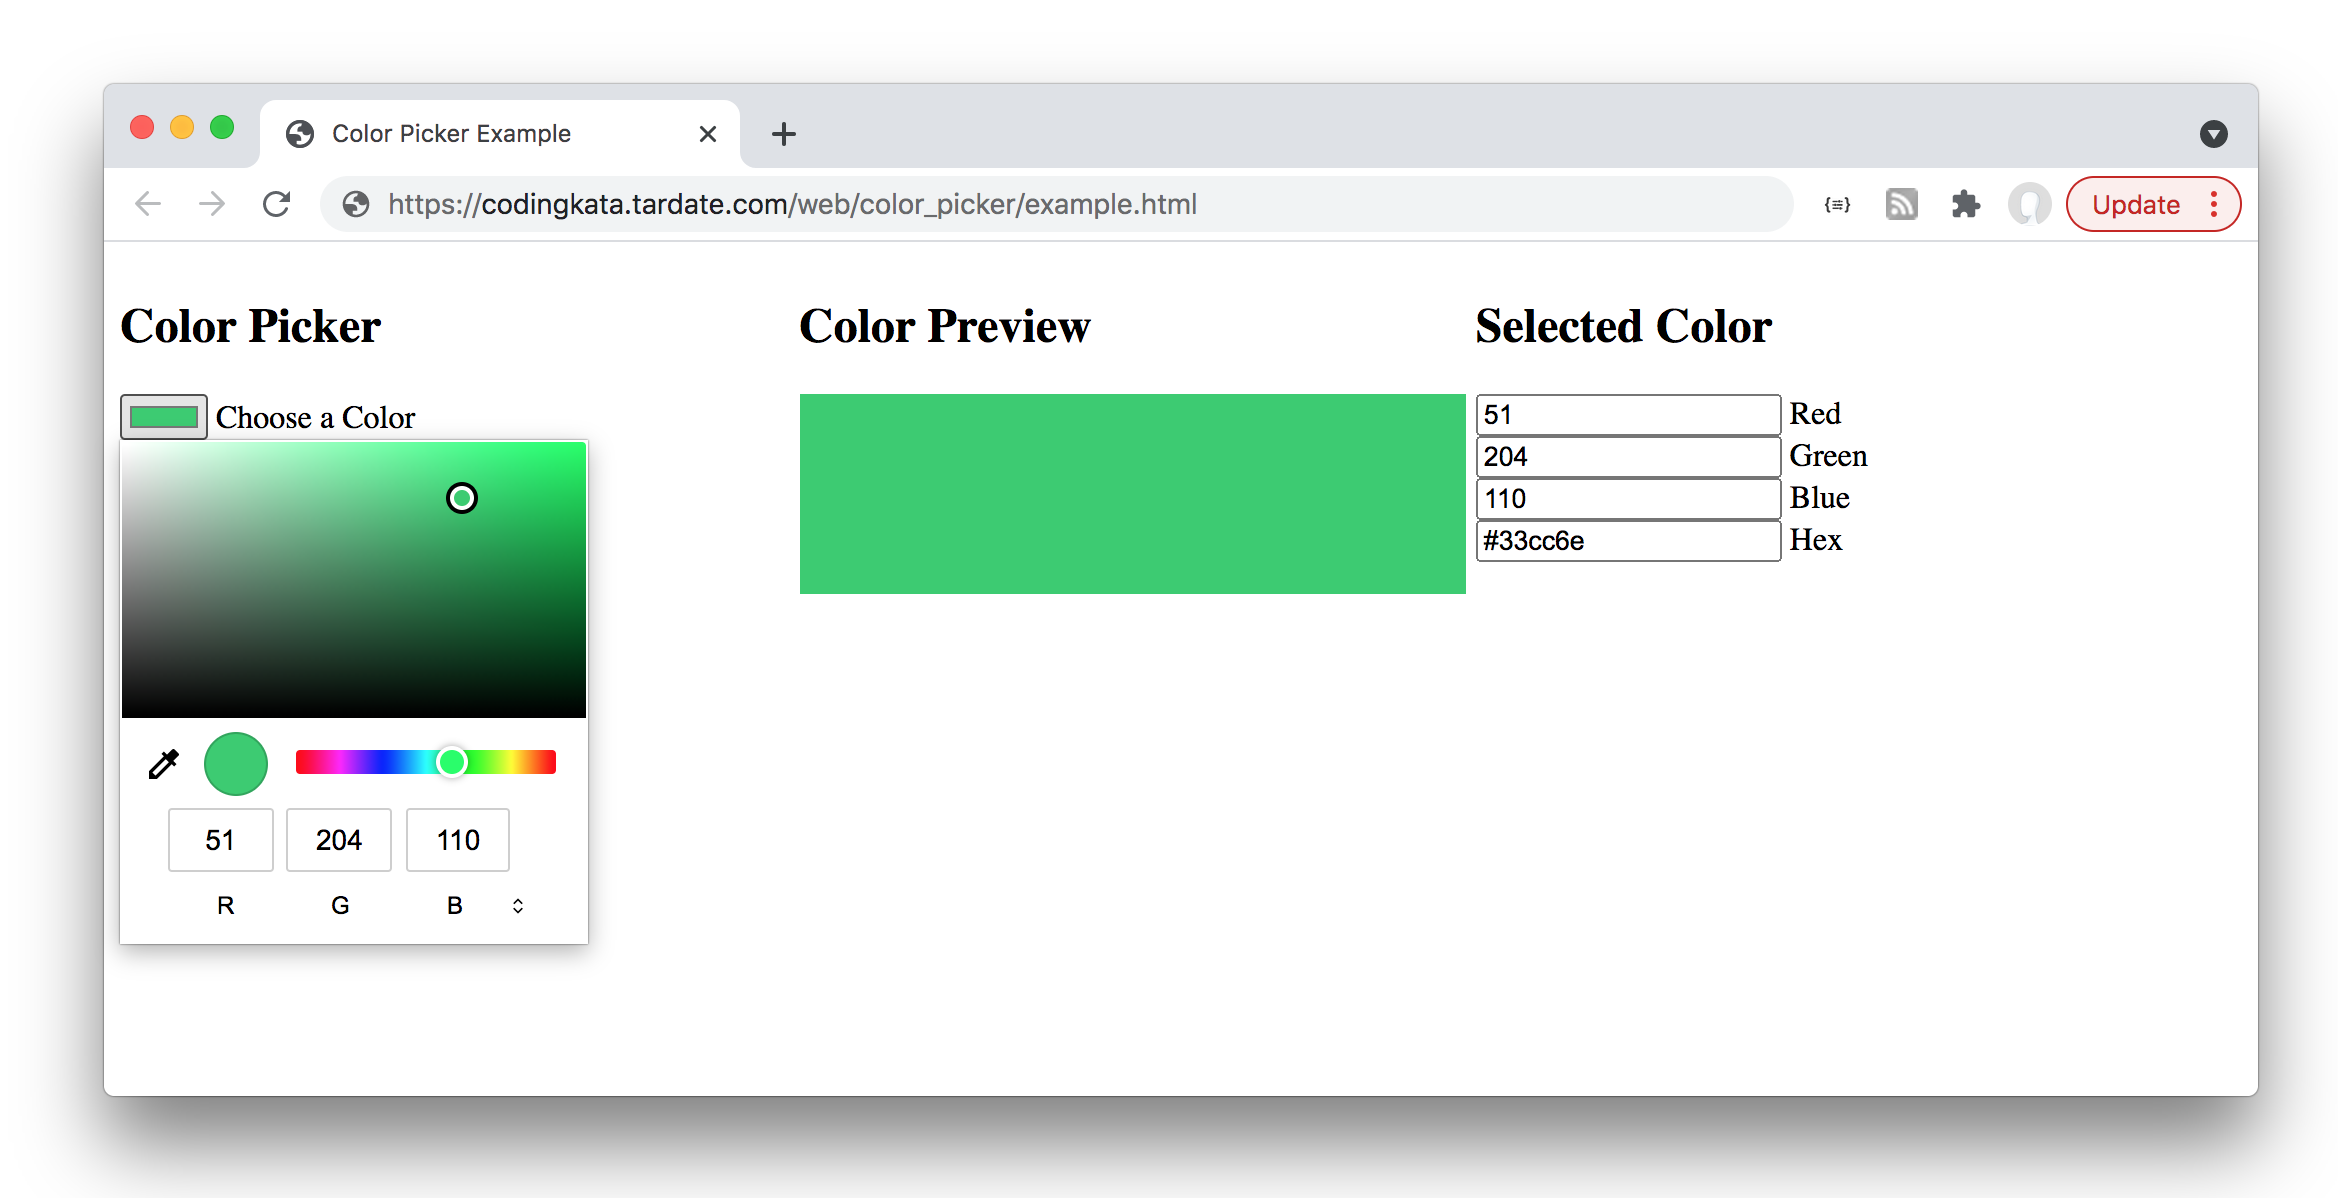 Color Picker Example
https://codingkata.tardate.com/web/color_picker/example.html
Update
Color Picker
Choose a Color
51 204 110
R G B
Color Preview
Selected Color
51 Red
204 Green
110 Blue
#33cc6e Hex